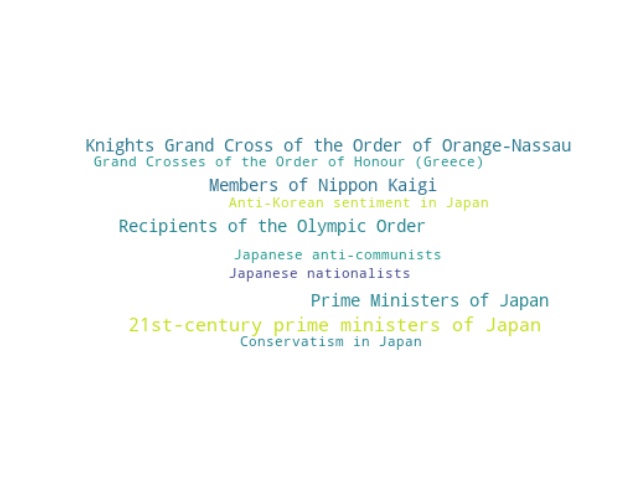 Knights Grand Cross of the Order of Orange-Nassau
Grand Crosses of the Order of Honour (Greece)
Members of Nippon Kaigi
Anti-Korean sentiment in Japan
Recipients of the Olympic Order
Japanese anti-communists
Japanese nationalists
Prime Ministers of Japan
21st-century prime ministers of Japan
Conservatism in Japan